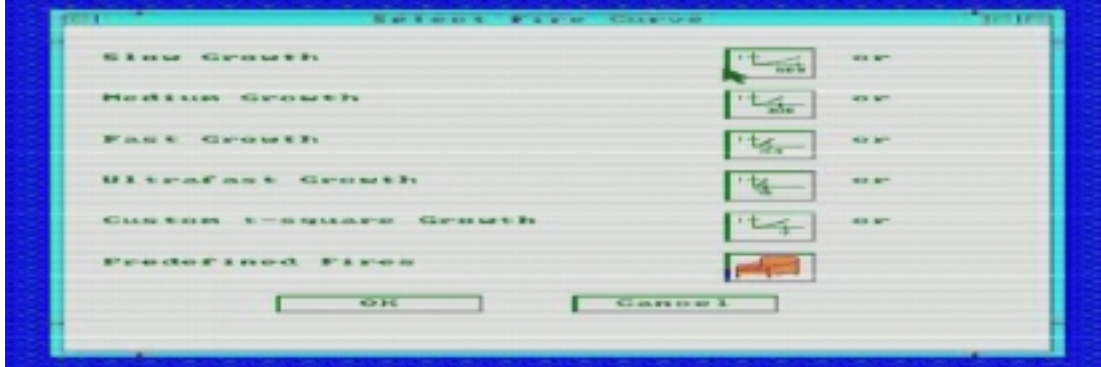 Select Fire Curve
Slow Growth or
Medium Growth or
Fast Growth or
Ultrafast Growth or
Custom t-square Growth or
Predefined Fires
OK Cancel